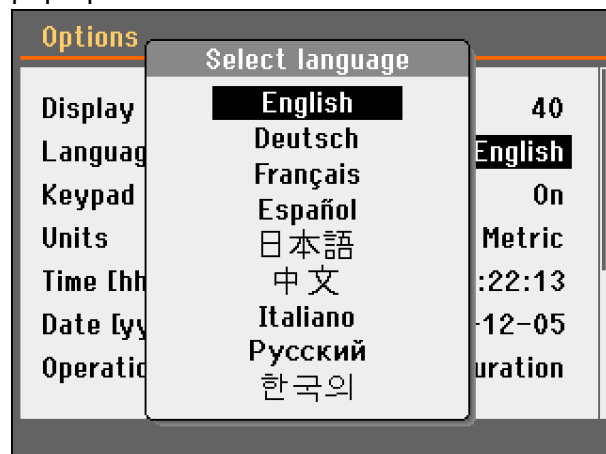 Options
Select language
English
Deutsch
Français
Español
日本語
中文
Italiano
Русский
한국의
Display 40
Languag English
Keypad On
Units Metric
Time [hh :22:13
Date [yy -12-05
Operatio uration